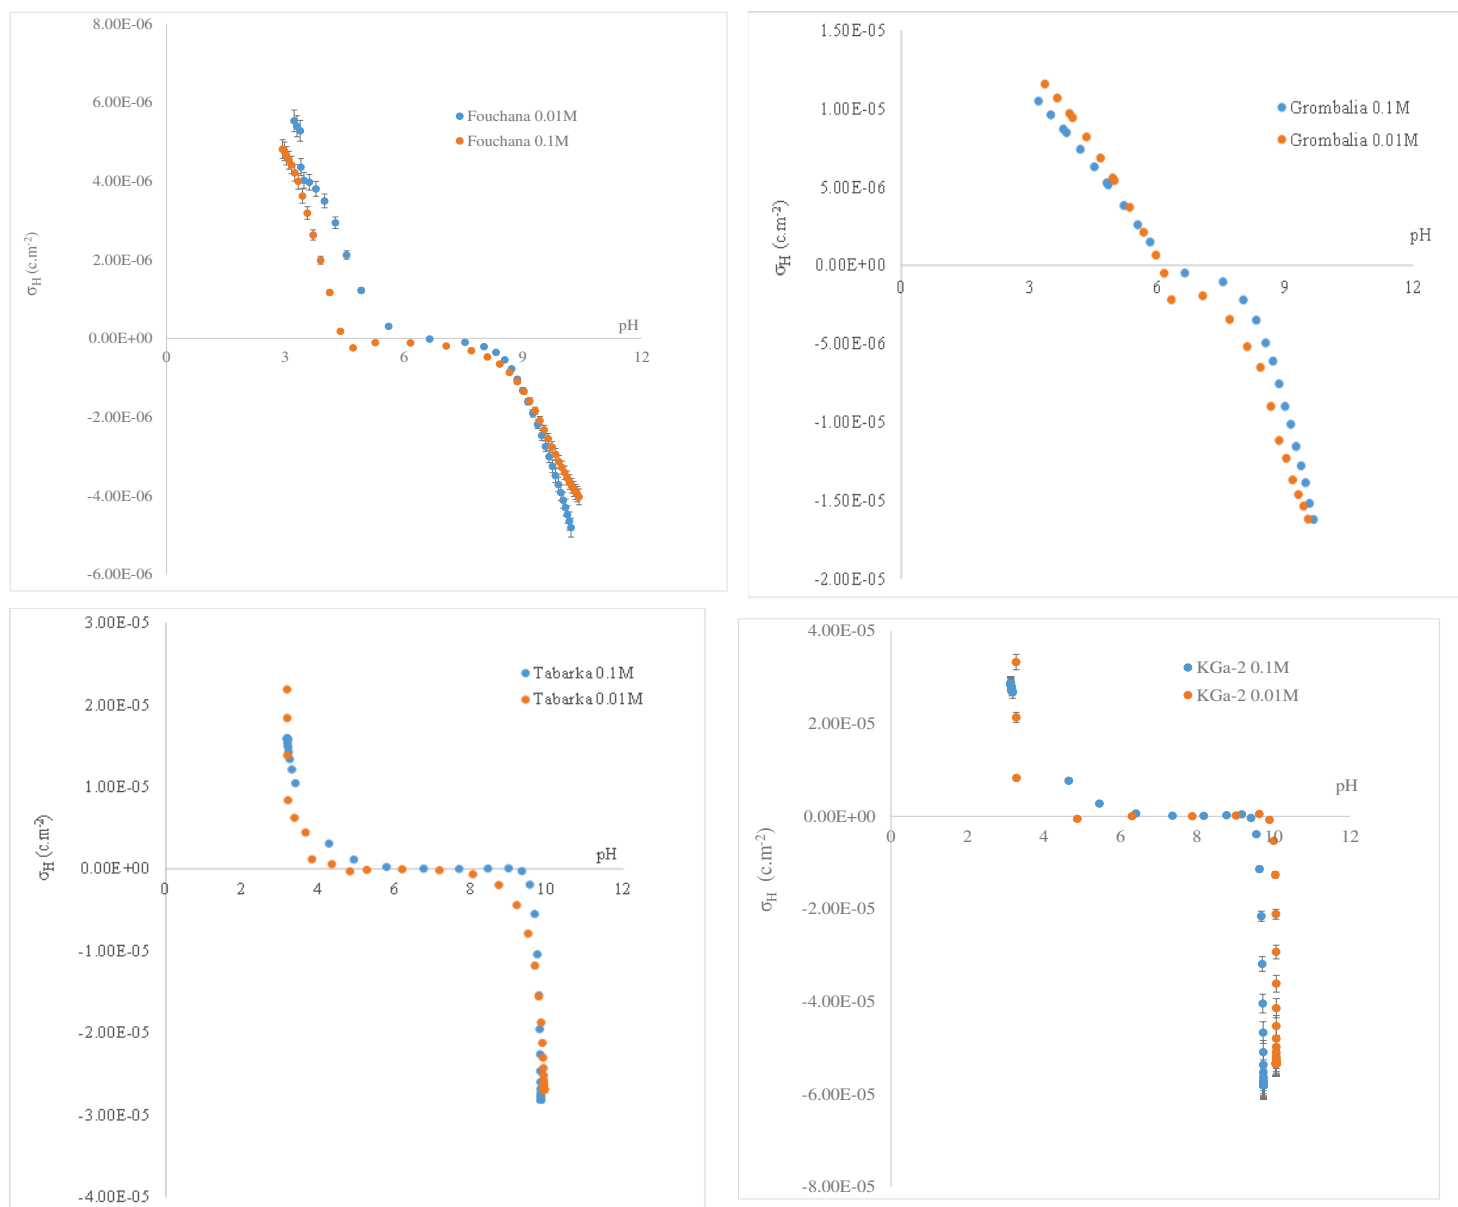 8.00E-06
6.00E-06
4.00E-06
2.00E-06
0.00E+00
-2.00E-06
-4.00E-06
-6.00E-06
σH (c.m-2)
0 3 6 9 12
pH
Fouchana 0.01M
Fouchana 0.1M
1.50E-05
1.00E-05
5.00E-06
0.00E+00
-5.00E-06
-1.00E-05
-1.50E-05
-2.00E-05
σH (c.m-2)
0 3 6 9 12
pH
Grombalia 0.1M
Grombalia 0.01M
3.00E-05
2.00E-05
1.00E-05
0.00E+00
-1.00E-05
-2.00E-05
-3.00E-05
-4.00E-05
σH (c.m-2)
0 2 4 6 8 10 12
pH
Tabarka 0.1M
Tabarka 0.01M
4.00E-05
2.00E-05
0.00E+00
-2.00E-05
-4.00E-05
-6.00E-05
-8.00E-05
σH (c.m-2)
0 2 4 6 8 10 12
pH
KGa-2 0.1M
KGa-2 0.01M